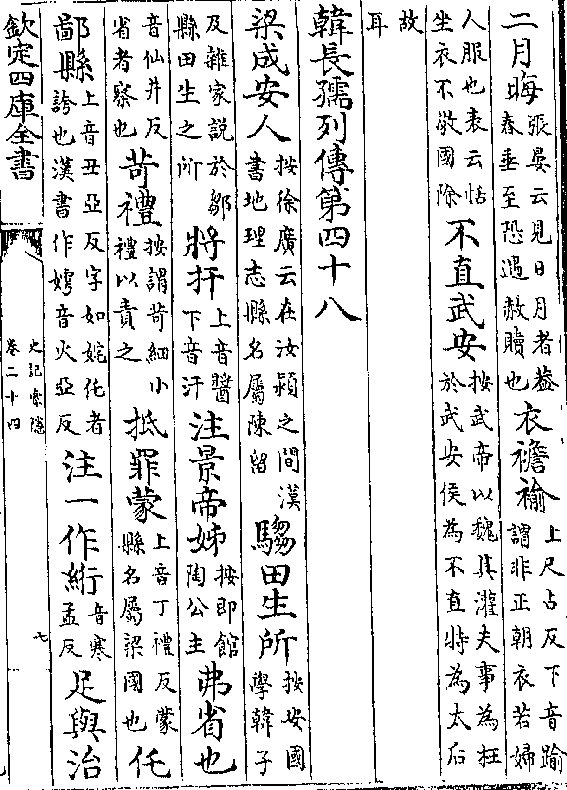 二月晦張晏云見日月者蓋春垂至恐遇赦贖也衣襜褕上尺占反下音踰謂非正朝衣若婦
人服也表云恬坐衣不敬國除不直武安按武帝以魏其灌夫事為枉於武安侯為不直特為太后
故耳
韓長孺列傳第四十八
梁成安人按徐廣云在汝潁之間漢書地理志縣名屬陳留騶田生所按安國學韓子
及雜家説於鄒縣田生之所將扞上音醬下音汗注景帝姊按即館陶公主弗省也
音仙井反省者察也苛禮按謂苛細小禮以責之抵罪蒙上音丁禮反蒙縣名屬梁國也仛
鄙縣上音丑亞反字如姹仛者誇也漢書作嫮音火亞反注一作絎音寒孟反足與治
欽定四庫全書
史記索隱
卷二十四
七